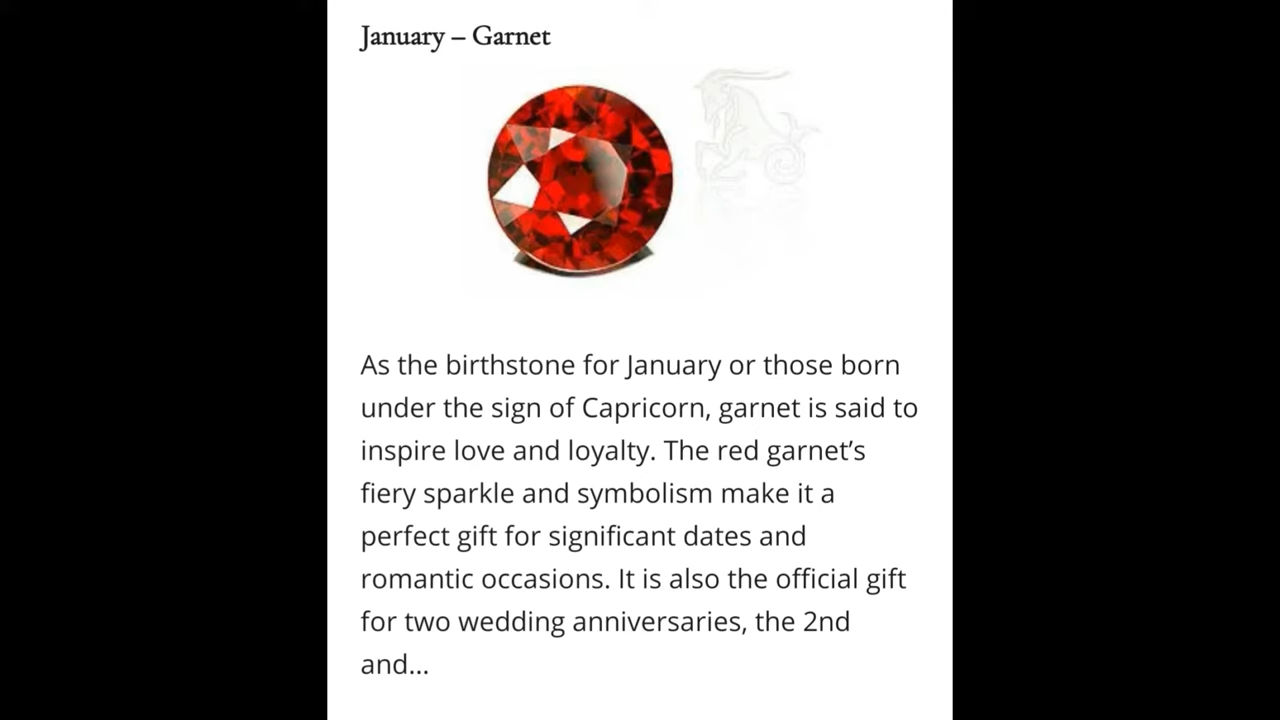 January – Garnet
As the birthstone for January or those born
under the sign of Capricorn, garnet is said to
inspire love and loyalty. The red garnet’s
fiery sparkle and symbolism make it a
perfect gift for significant dates and
romantic occasions. It is also the official gift
for two wedding anniversaries, the 2nd
and...